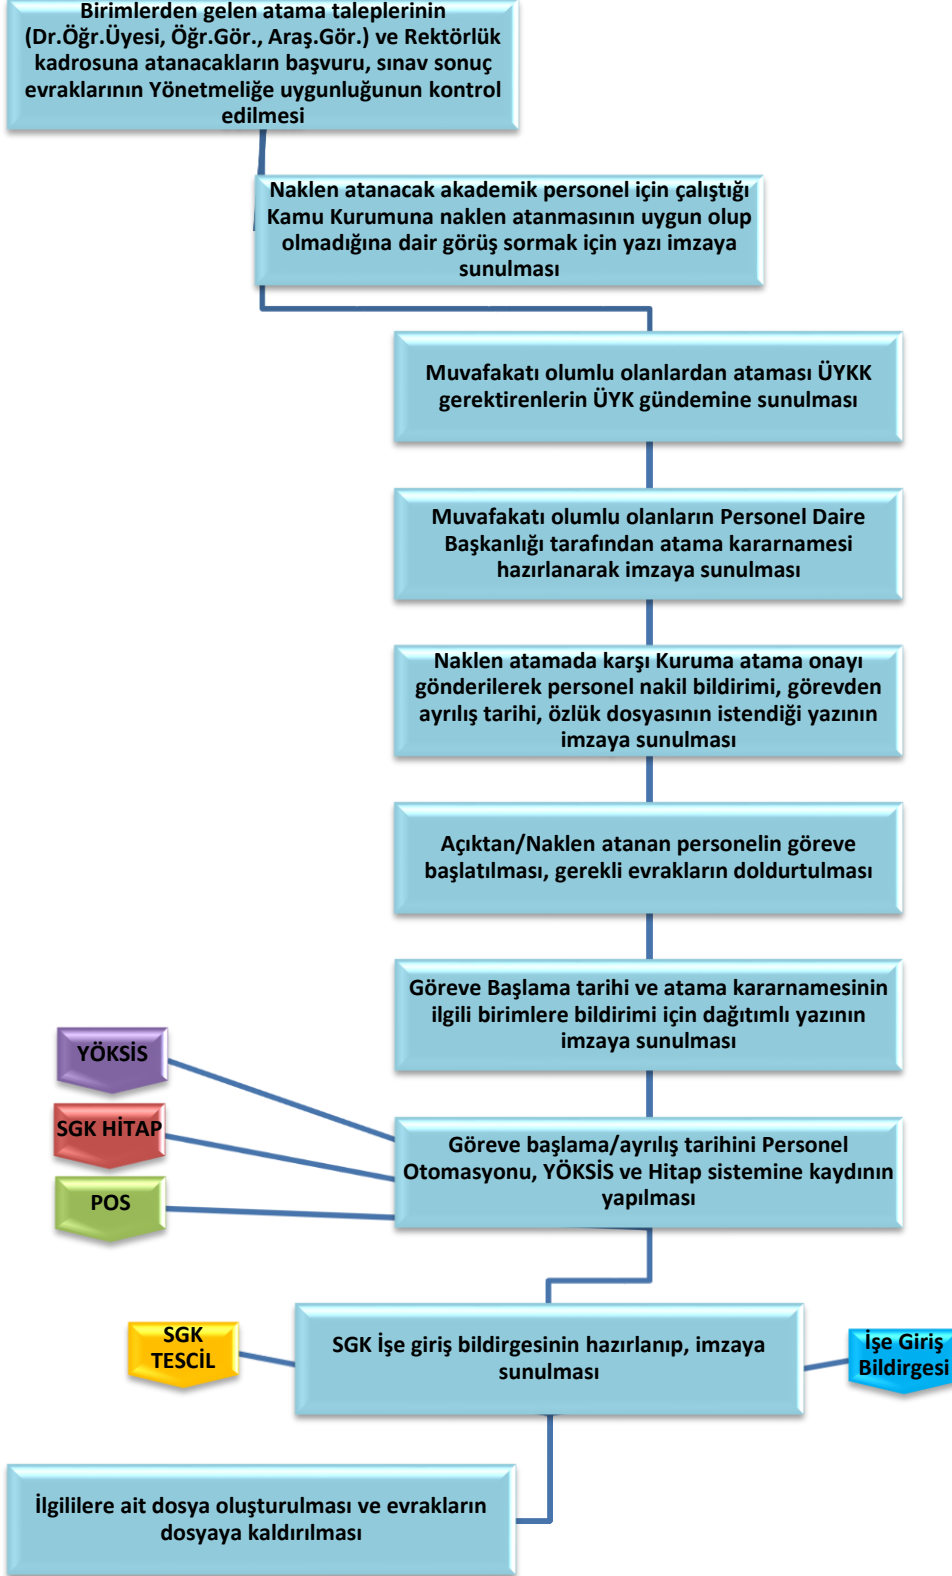 Birimlerden gelen atama taleplerinin
(Dr.Öğr.Üyesi, Öğr.Gör., Araş.Gör.) ve Rektörlük
kadrosuna atanacakların başvuru, sınav sonuç
evraklarının Yönetmeliğe uygunluğunun kontrol
edilmesi
Naklen atanacak akademik personel için çalıştığı
Kamu Kurumuna naklen atanmasının uygun olup
olmadığına dair görüş sormak için yazı imzaya
sunulması
Muvafakatı olumlu olanlardan ataması ÜYKK
gerektirenlerin ÜYK gündemine sunulması
Muvafakatı olumlu olanların Personel Daire
Başkanlığı tarafından atama kararnamesi
hazırlanarak imzaya sunulması
Naklen atamada karşı Kuruma atama onayı
gönderilerek personel nakil bildirimi, görevden
ayrılış tarihi, özlük dosyasının istendiği yazının
imzaya sunulması
Açıktan/Naklen atanan personelin göreve
başlatılması, gerekli evrakların doldurtulması
Göreve Başlama tarihi ve atama kararnamesinin
ilgili birimlere bildirimi için dağıtımlı yazının
imzaya sunulması
YÖKSİS
SGK HİTAP
POS
Göreve başlama/ayrılış tarihini Personel
Otomasyonu, YÖKSİS ve Hitap sistemine kaydının
yapılması
SGK
TESCİL
SGK İşe giriş bildirgesinin hazırlanıp, imzaya
sunulması
İşe Giriş
Bildirgesi
İlgililere ait dosya oluşturulması ve evrakların
dosyaya kaldırılması